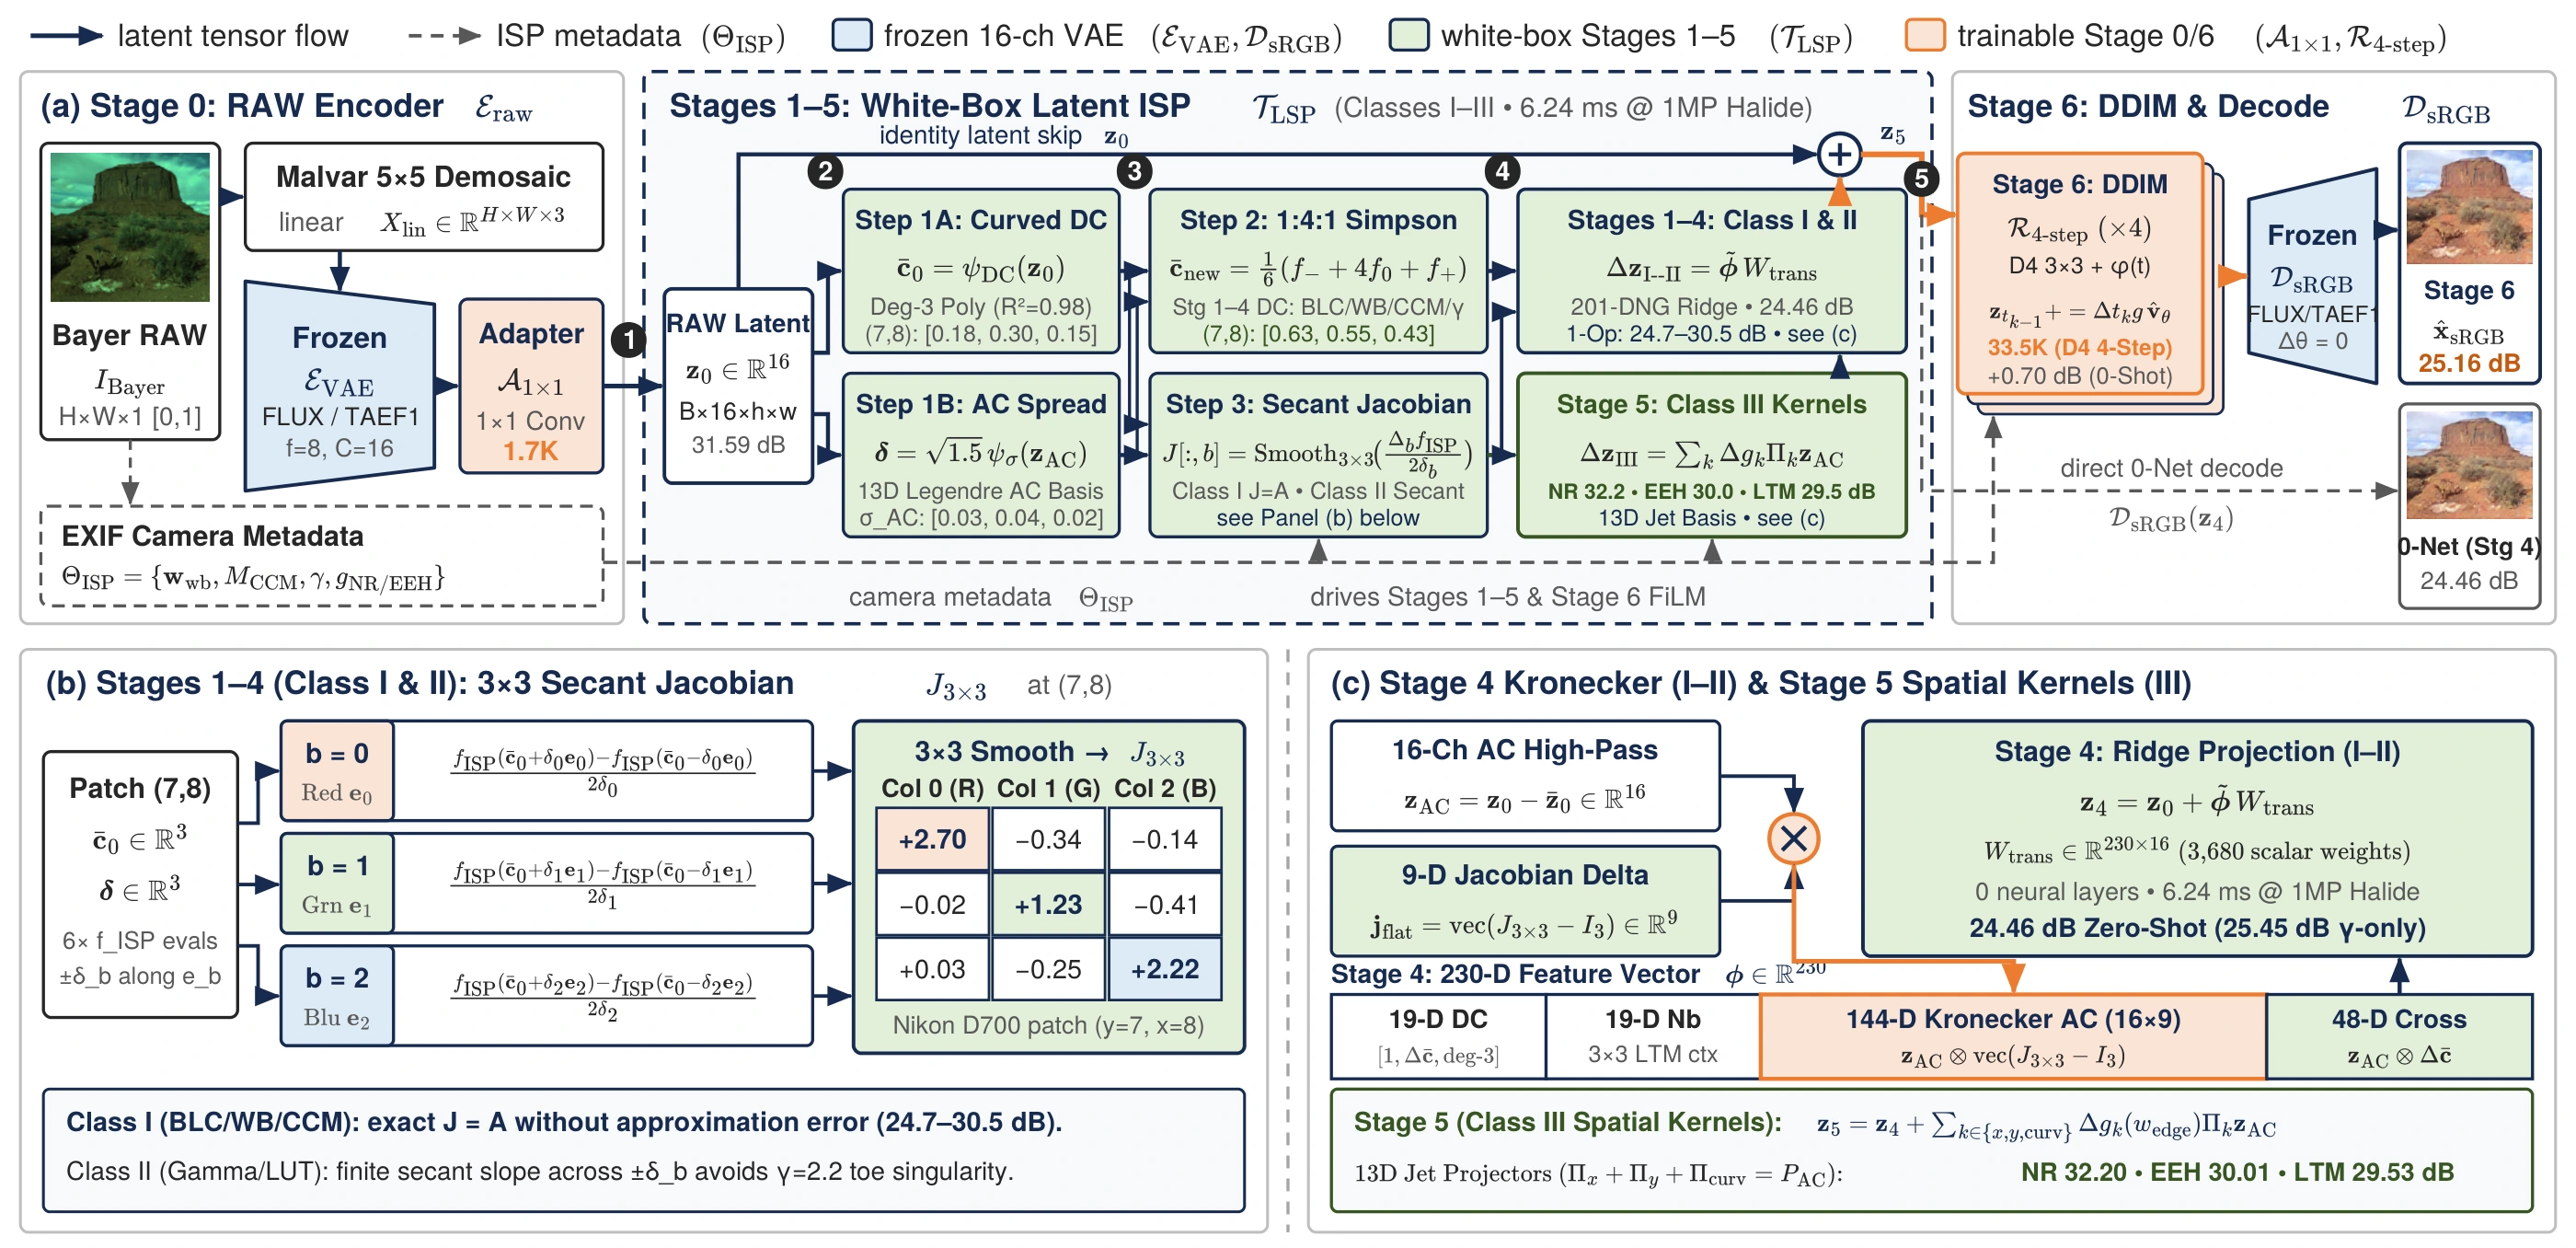 latent tensor flow
ISP metadata (Θ_ISP)
frozen 16-ch VAE (ℰ_VAE, 𝒟_sRGB)
white-box Stages 1–5 (𝒯_LSP)
trainable Stage 0/6 (𝒜_1×1, ℛ_4-step)
(a) Stage 0: RAW Encoder ℰ_raw
Bayer RAW
I_Bayer
H×W×1 [0,1]
Malvar 5×5 Demosaic
linear X_lin ∈ ℝ^{H×W×3}
Frozen
ℰ_VAE
FLUX / TAEF1
f=8, C=16
Adapter
𝒜_1×1
1×1 Conv
1.7K
EXIF Camera Metadata
Θ_ISP = {w_wb, M_CCM, γ, g_NR/EEH}
1
Stages 1–5: White-Box Latent ISP 𝒯_LSP (Classes I–III • 6.24 ms @ 1MP Halide)
identity latent skip z_0
z_5
2
3
4
5
RAW Latent
z_0 ∈ ℝ^16
B×16×h×w
31.59 dB
Step 1A: Curved DC
c̄_0 = ψ_DC(z_0)
Deg-3 Poly (R²=0.98)
(7,8): [0.18, 0.30, 0.15]
Step 1B: AC Spread
δ = √1.5 ψ_σ(z_AC)
13D Legendre AC Basis
σ_AC: [0.03, 0.04, 0.02]
Step 2: 1:4:1 Simpson
c̄_new = 1/6 (f_− + 4f_0 + f_+)
Stg 1–4 DC: BLC/WB/CCM/γ
(7,8): [0.63, 0.55, 0.43]
Step 3: Secant Jacobian
J[:, b] = Smooth_3×3(Δ_b f_ISP / 2δ_b)
Class I J=A • Class II Secant
see Panel (b) below
Stages 1–4: Class I & II
Δz_I--II = φ̃ W_trans
201-DNG Ridge • 24.46 dB
1-Op: 24.7–30.5 dB • see (c)
Stage 5: Class III Kernels
Δz_III = ∑_k Δg_k Π_k z_AC
NR 32.2 • EEH 30.0 • LTM 29.5 dB
13D Jet Basis • see (c)
camera metadata Θ_ISP
drives Stages 1–5 & Stage 6 FiLM
Stage 6: DDIM & Decode 𝒟_sRGB
Stage 6: DDIM
ℛ_4-step (×4)
D4 3×3 + φ(t)
z_{t_{k−1}} + = Δt_k g v̂_θ
33.5K (D4 4-Step)
+0.70 dB (0-Shot)
Frozen
𝒟_sRGB
FLUX/TAEF1
Δθ = 0
Stage 6
x̂_sRGB
25.16 dB
direct 0-Net decode
𝒟_sRGB(z_4)
0-Net (Stg 4)
24.46 dB
(b) Stages 1–4 (Class I & II): 3×3 Secant Jacobian J_3×3 at (7,8)
Patch (7,8)
c̄_0 ∈ ℝ^3
δ ∈ ℝ^3
6× f_ISP evals
±δ_b along e_b
b = 0
Red e_0
f_ISP(c̄_0+δ_0e_0)−f_ISP(c̄_0−δ_0e_0)
2δ_0
b = 1
Grn e_1
f_ISP(c̄_0+δ_1e_1)−f_ISP(c̄_0−δ_1e_1)
2δ_1
b = 2
Blu e_2
f_ISP(c̄_0+δ_2e_2)−f_ISP(c̄_0−δ_2e_2)
2δ_2
3×3 Smooth → J_3×3
Col 0 (R) Col 1 (G) Col 2 (B)
+2.70 −0.34 −0.14
−0.02 +1.23 −0.41
+0.03 −0.25 +2.22
Nikon D700 patch (y=7, x=8)
Class I (BLC/WB/CCM): exact J = A without approximation error (24.7–30.5 dB).
Class II (Gamma/LUT): finite secant slope across ±δ_b avoids γ=2.2 toe singularity.
(c) Stage 4 Kronecker (I–II) & Stage 5 Spatial Kernels (III)
16-Ch AC High-Pass
z_AC = z_0 − z̄_0 ∈ ℝ^16
9-D Jacobian Delta
j_flat = vec(J_3×3 − I_3) ∈ ℝ^9
Stage 4: Ridge Projection (I–II)
z_4 = z_0 + φ̃ W_trans
W_trans ∈ ℝ^{230×16} (3,680 scalar weights)
0 neural layers • 6.24 ms @ 1MP Halide
24.46 dB Zero-Shot (25.45 dB γ-only)
Stage 4: 230-D Feature Vector φ ∈ ℝ^230
19-D DC
[1, Δc̄, deg-3]
19-D Nb
3×3 LTM ctx
144-D Kronecker AC (16×9)
z_AC ⊗ vec(J_3×3 − I_3)
48-D Cross
z_AC ⊗ Δc̄
Stage 5 (Class III Spatial Kernels): z_5 = z_4 + ∑_{k∈{x,y,curv}} Δg_k(w_edge)Π_k z_AC
13D Jet Projectors (Π_x + Π_y + Π_curv = P_AC): NR 32.20 • EEH 30.01 • LTM 29.53 dB